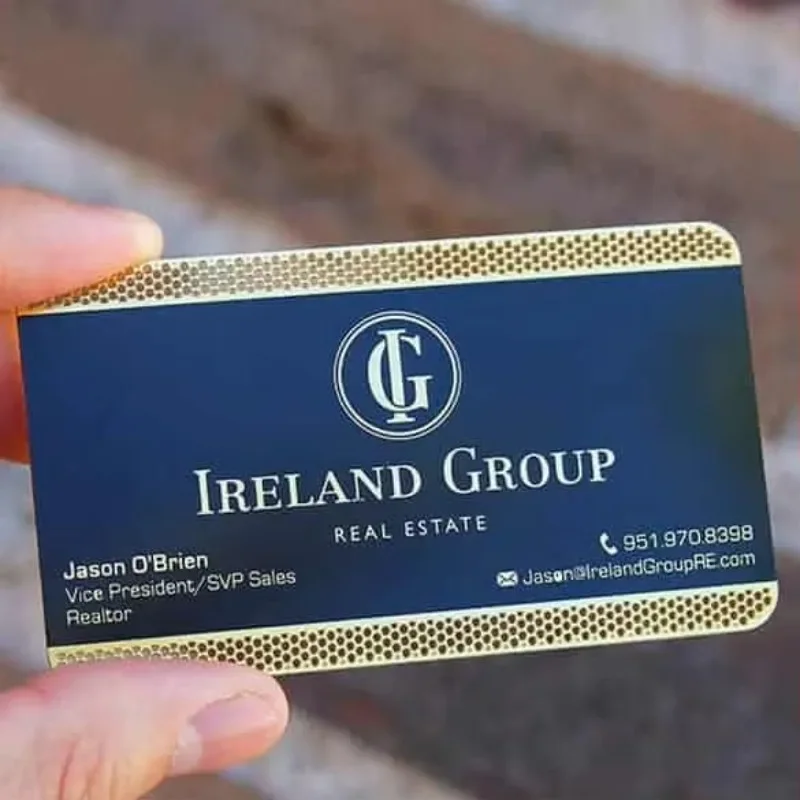 IG
IRELAND GROUP
REAL ESTATE
Jason O'Brien
Vice President/SVP Sales
Realtor
951.970.8398
Jason@IrelandGroupRE.com